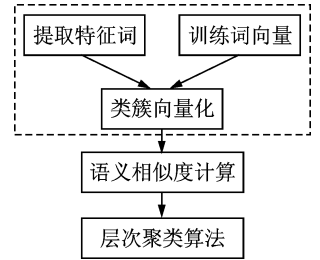 提取特征词
训练词向量
类簇向量化
语义相似度计算
层次聚类算法